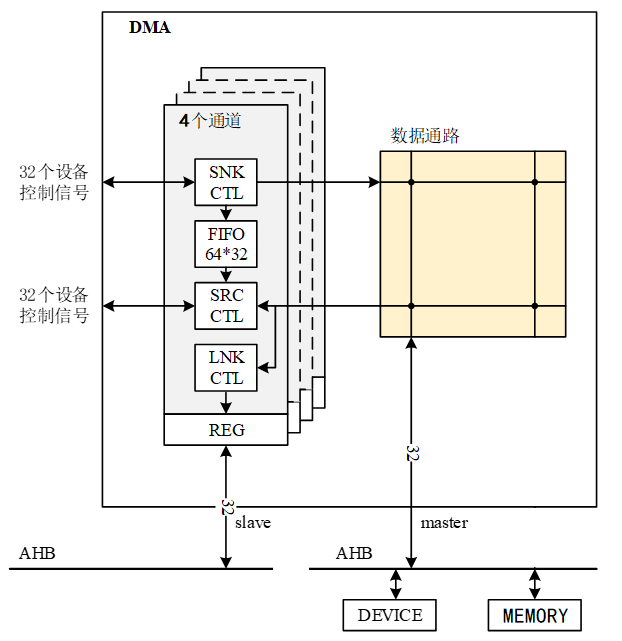 DMA
4个通道
数据通路
32个设备
控制信号
SNK
CTL
FIFO
64*32
32个设备
控制信号
SRC
CTL
LNK
CTL
REG
32
32
slave
master
AHB
AHB
DEVICE
MEMORY